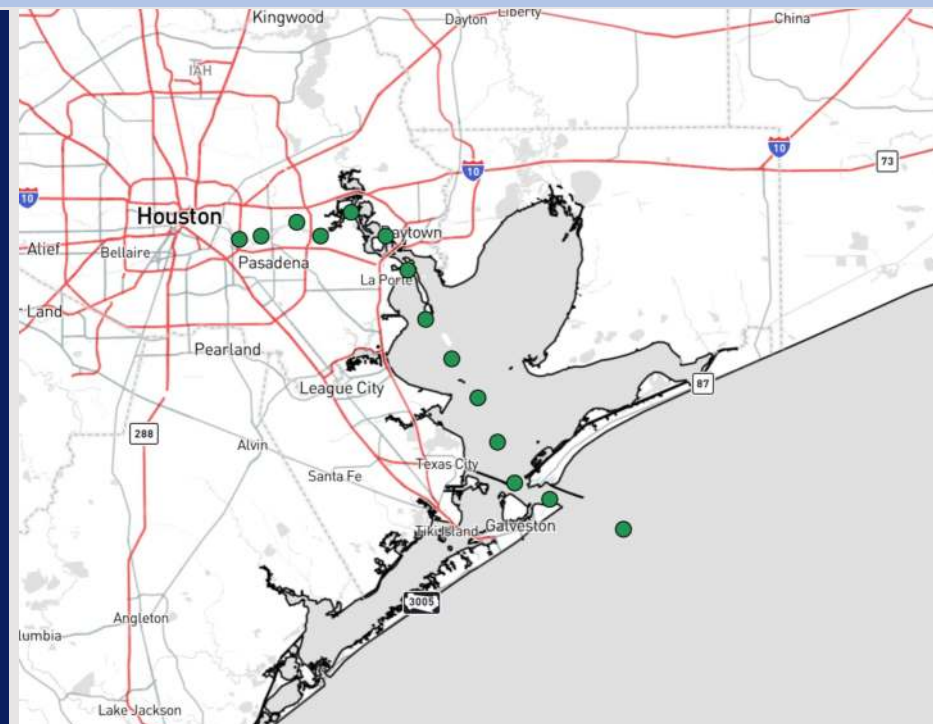 Kingwood
Liberty
Dayton
China
IAH
10
10
73
10
Houston
Baytown
Alief
Bellaire
Pasadena
La Porte
Land
Pearland
87
League City
288
Alvin
Texas City
Santa Fe
Galveston
Tiki Island
3005
Angleton
lumbia
Lake Jackson